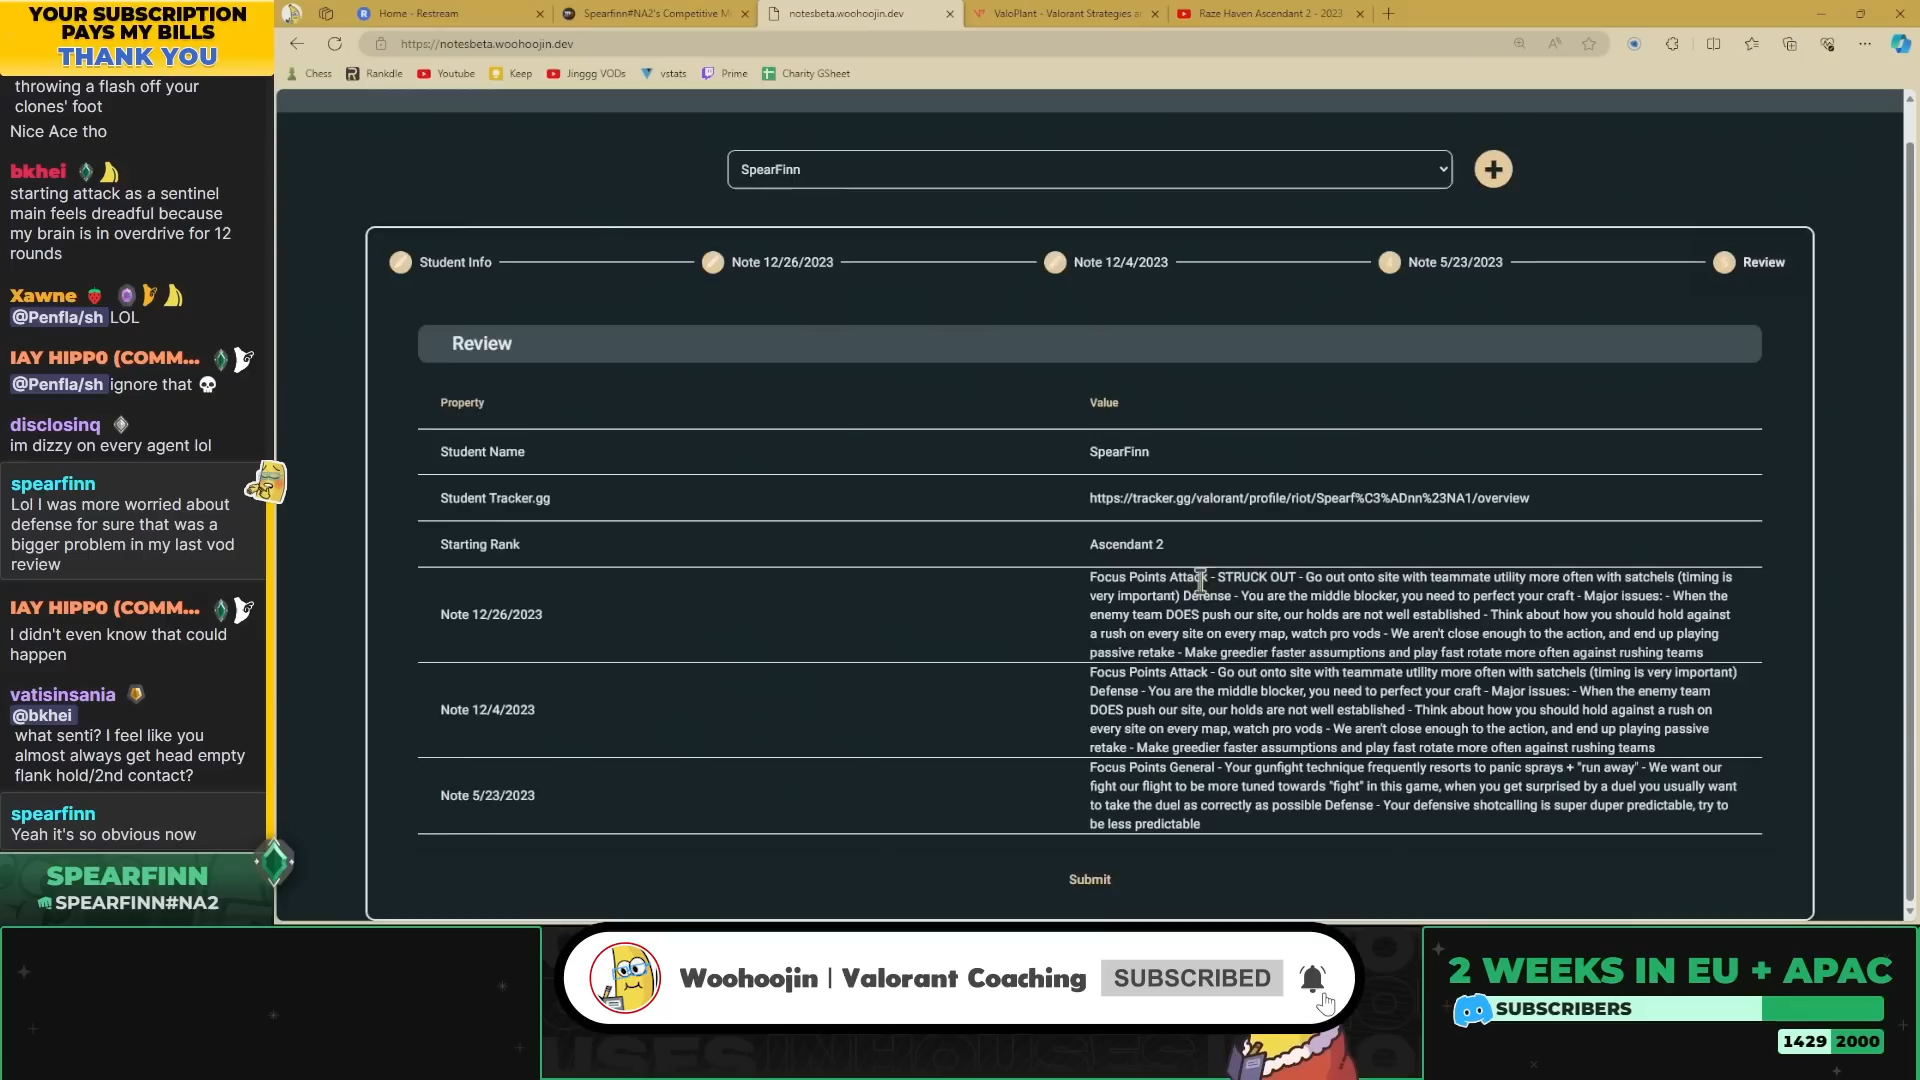 YOUR SUBSCRIPTION
PAYS MY BILLS
THANK YOU
throwing a flash off your
clones' foot
Nice Ace tho
bkhei
starting attack as a sentinel
main feels dreadful because
my brain is in overdrive for 12
rounds
Xawne
@Penfla/sh LOL
IAY HIPP0 (COMM...
@Penfla/sh ignore that
disclosinq
im dizzy on every agent lol
spearfinn
Lol I was more worried about
defense for sure that was a
bigger problem in my last vod
review
IAY HIPP0 (COMM...
I didn't even know that could
happen
vatisinsania
@bkhei
what senti? I feel like you
almost always get head empty
flank hold/2nd contact?
spearfinn
Yeah it's so obvious now
SPEARFINN
SPEARFINN#NA2
Home - Restream
Spearfinn#NA2's Competitive M
notesbeta.woohoojin.dev
ValoPlant - Valorant Strategies a
Raze Haven Ascendant 2 - 2023
https://notesbeta.woohoojin.dev
Chess
Rankdle
Youtube
Keep
Jinggg VODs
vstats
Prime
Charity GSheet
SpearFinn
Student Info
Note 12/26/2023
Note 12/4/2023
Note 5/23/2023
Review
Review
Property
Value
Student Name
SpearFinn
Student Tracker.gg
https://tracker.gg/valorant/profile/riot/Spearf%C3%ADnn%23NA1/overview
Starting Rank
Ascendant 2
Note 12/26/2023
Focus Points Attack - STRUCK OUT - Go out onto site with teammate utility more often with satchels (timing is
very important) Defense - You are the middle blocker, you need to perfect your craft - Major issues: - When the
enemy team DOES push our site, our holds are not well established - Think about how you should hold against
a rush on every site on every map, watch pro vods - We aren't close enough to the action, and end up playing
passive retake - Make greedier faster assumptions and play fast rotate more often against rushing teams
Note 12/4/2023
Focus Points Attack - Go out onto site with teammate utility more often with satchels (timing is very important)
Defense - You are the middle blocker, you need to perfect your craft - Major issues: - When the enemy team
DOES push our site, our holds are not well established - Think about how you should hold against a rush on
every site on every map, watch pro vods - We aren't close enough to the action, and end up playing passive
retake - Make greedier faster assumptions and play fast rotate more often against rushing teams
Note 5/23/2023
Focus Points General - Your gunfight technique frequently resorts to panic sprays + "run away" - We want our
fight our flight to be more tuned towards "fight" in this game, when you get surprised by a duel you usually want
to take the duel as correctly as possible Defense - Your defensive shotcalling is super duper predictable, try to
be less predictable
Submit
Woohoojin | Valorant Coaching
SUBSCRIBED
2 WEEKS IN EU + APAC
SUBSCRIBERS
1429 2000